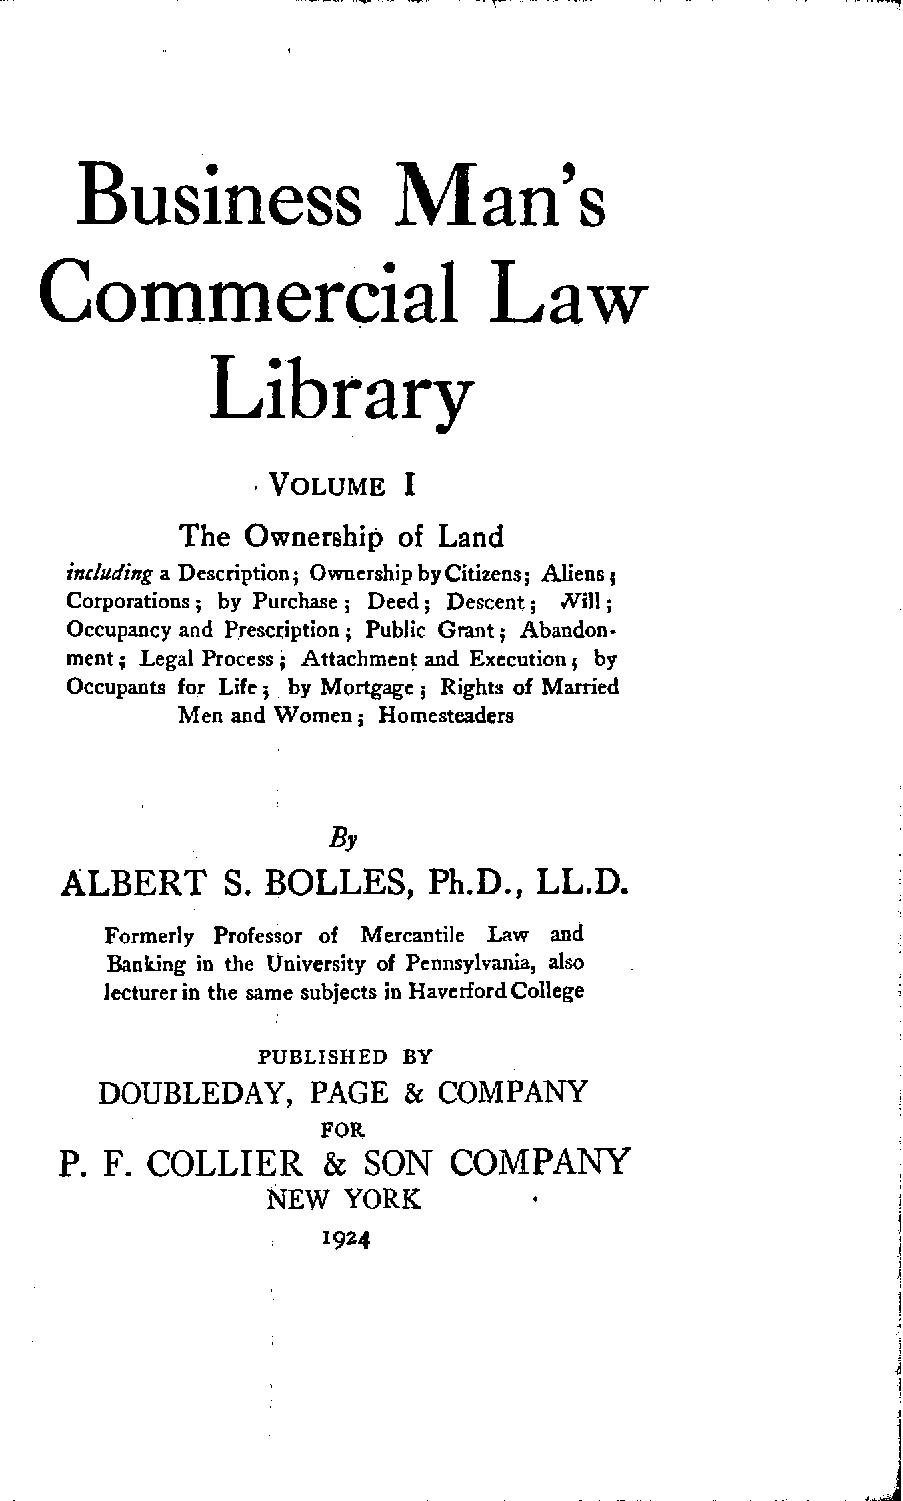 Business Man's
Commercial Law
Library
VOLUME I
The Ownership of Land
including a Description; Ownership by Citizens; Aliens;
Corporations; by Purchase; Deed; Descent; Will;
Occupancy and Prescription; Public Grant; Abandon-
ment; Legal Process; Attachment and Execution; by
Occupants for Life; by Mortgage; Rights of Married
Men and Women; Homesteaders
By
ALBERT S. BOLLES, Ph.D., LL.D.
Formerly Professor of Mercantile Law and
Banking in the University of Pennsylvania, also
lecturer in the same subjects in Haverford College
PUBLISHED BY
DOUBLEDAY, PAGE & COMPANY
FOR
P. F. COLLIER & SON COMPANY
NEW YORK
1924